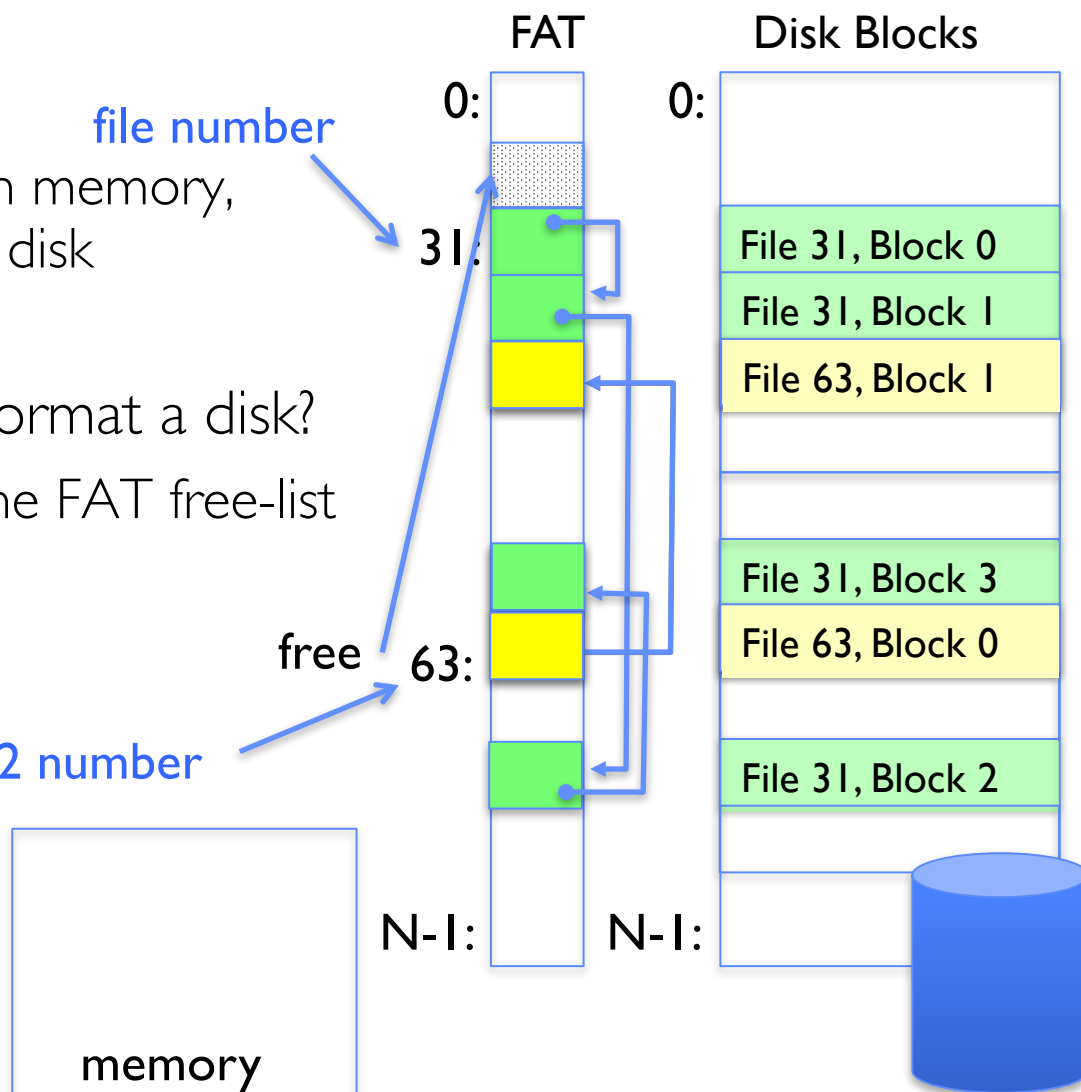 FAT
Disk Blocks
0:
0:
file number
n memory,
disk
31:
File 31, Block 0
File 31, Block 1
File 63, Block 1
ormat a disk?
ne FAT free-list
File 31, Block 3
free
63:
File 63, Block 0
2 number
File 31, Block 2
N-1:
N-1:
memory